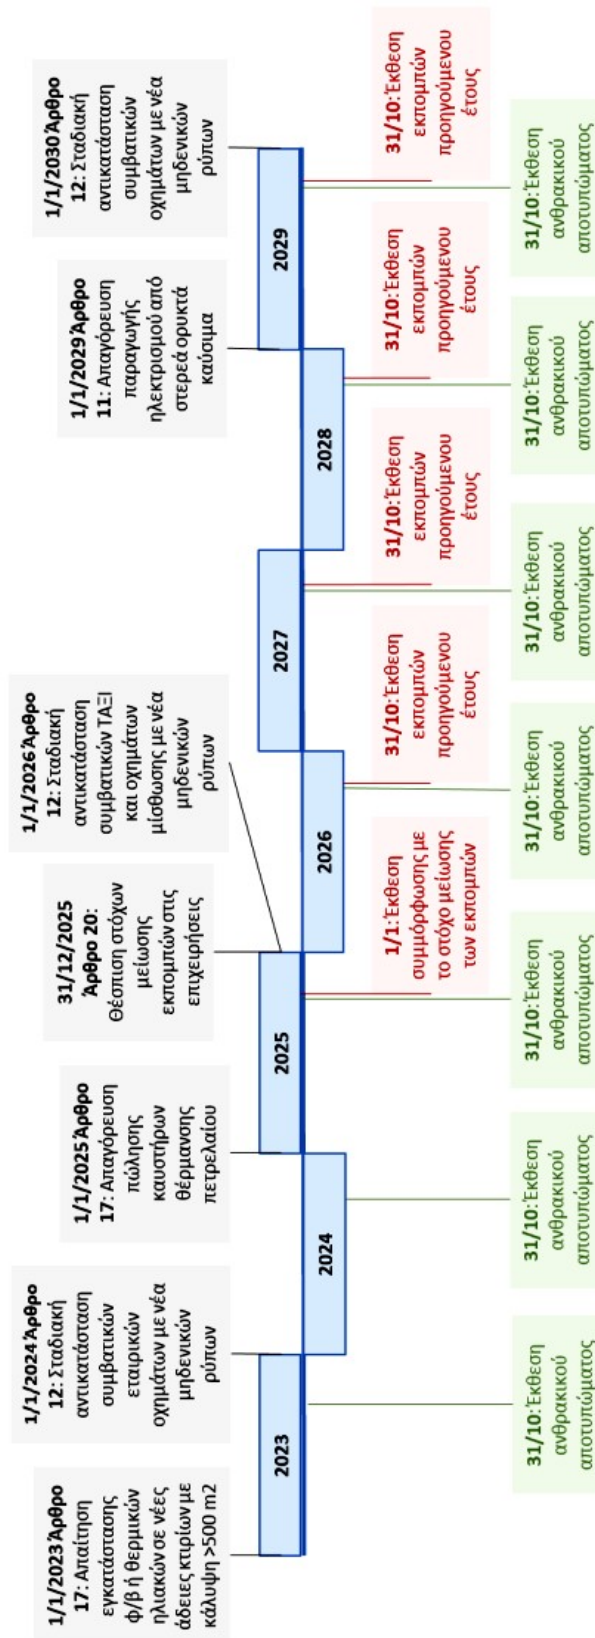 1/1/2023 Άρθρο
17: Απαίτηση
εγκατάστασης
φ/β ή θερμικών
ηλιακών σε νέες
άδειες κτιρίων με
κάλυψη >500 m2
1/1/2024 Άρθρο
12: Σταδιακή
αντικατάσταση
συμβατικών
εταιρικών
οχημάτων με νέα
μηδενικών
ρύπων
1/1/2025 Άρθρο
17: Απαγόρευση
πώλησης
καυστήρων
θέρμανσης
πετρελαίου
31/12/2025
Άρθρο 20:
Θέσπιση στόχων
μείωσης
εκπομπών στις
επιχειρήσεις
1/1/2026 Άρθρο
12: Σταδιακή
αντικατάσταση
συμβατικών ΤΑΞΙ
και οχημάτων
μίσθωσης με νέα
μηδενικών
ρύπων
1/1/2029 Άρθρο
11: Απαγόρευση
παραγωγής
ηλεκτρισμού από
στερεά ορυκτά
καύσιμα
1/1/2030 Άρθρο
12: Σταδιακή
αντικατάσταση
συμβατικών
οχημάτων με νέα
μηδενικών
ρύπων
2023
2024
2025
2026
2027
2028
2029
1/1: Έκθεση
συμμόρφωσης με
το στόχο μείωσης
των εκπομπών
31/10: Έκθεση
εκπομπών
προηγούμενου
έτους
31/10: Έκθεση
εκπομπών
προηγούμενου
έτους
31/10: Έκθεση
εκπομπών
προηγούμενου
έτους
31/10: Έκθεση
εκπομπών
προηγούμενου
έτους
31/10: Έκθεση
ανθρακικού
αποτυπώματος
31/10: Έκθεση
ανθρακικού
αποτυπώματος
31/10: Έκθεση
ανθρακικού
αποτυπώματος
31/10: Έκθεση
ανθρακικού
αποτυπώματος
31/10: Έκθεση
ανθρακικού
αποτυπώματος
31/10: Έκθεση
ανθρακικού
αποτυπώματος
31/10: Έκθεση
ανθρακικού
αποτυπώματος